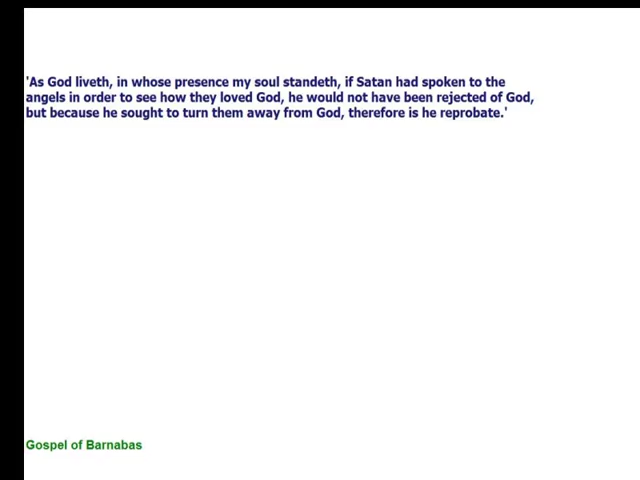 'As God liveth, in whose presence my soul standeth, if Satan had spoken to the
angels in order to see how they loved God, he would not have been rejected of God,
but because he sought to turn them away from God, therefore is he reprobate.'
Gospel of Barnabas